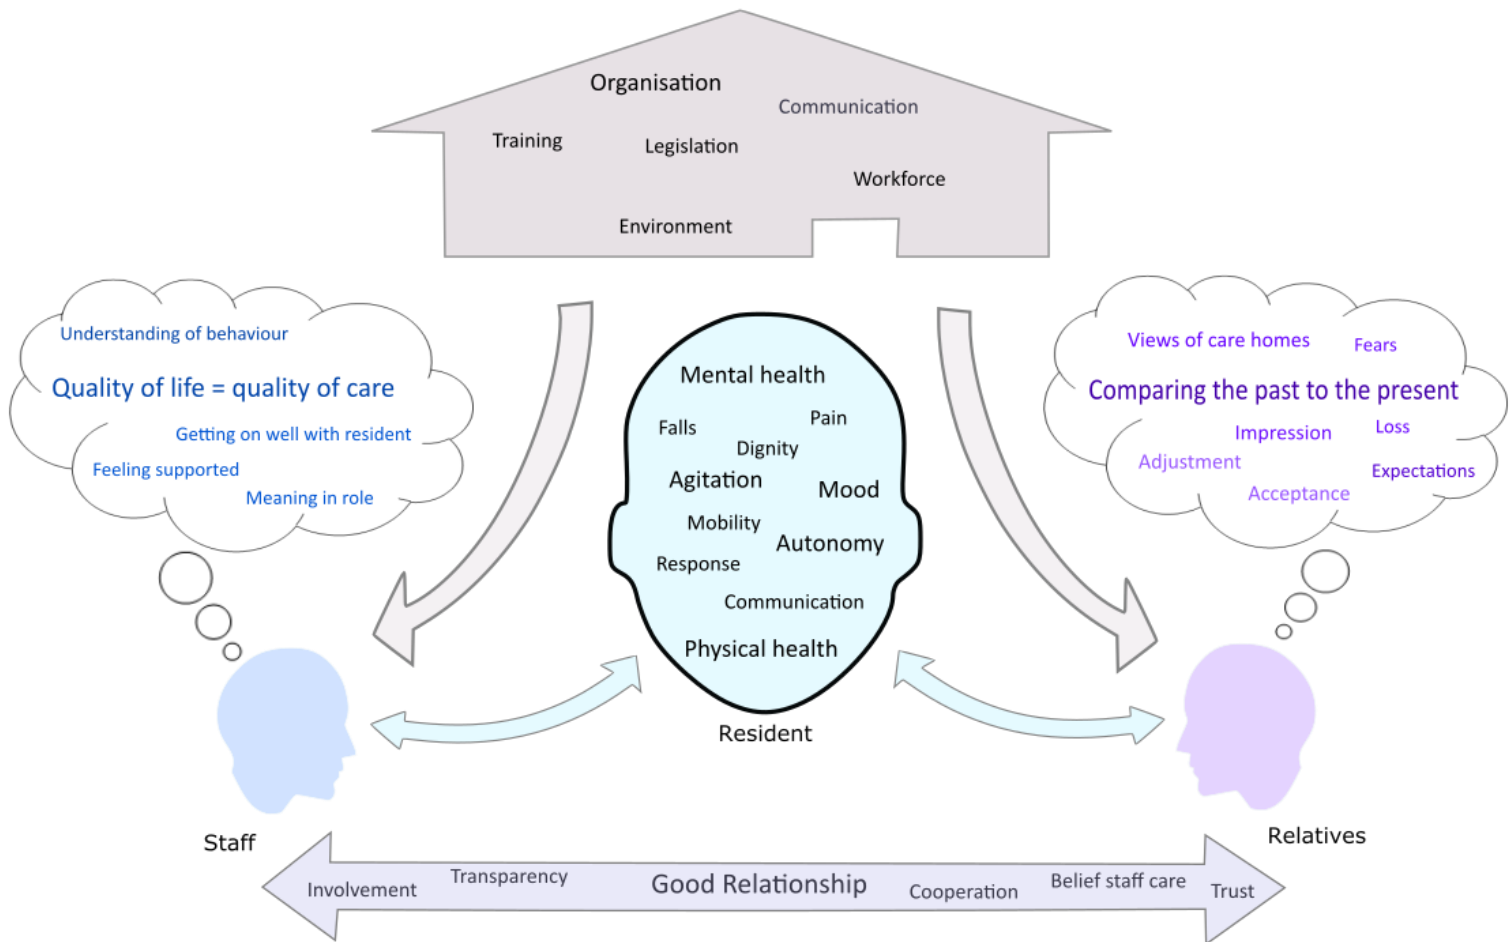 Organisation
Communication
Training
Legislation
Workforce
Environment
Understanding of behaviour
Quality of life = quality of care
Getting on well with resident
Feeling supported
Meaning in role
Mental health
Pain
Falls
Dignity
Agitation
Mood
Mobility
Autonomy
Response
Communication
Physical health
Resident
Views of care homes
Fears
Comparing the past to the present
Impression
Loss
Adjustment
Expectations
Acceptance
Staff
Relatives
Involvement
Transparency
Good Relationship
Cooperation
Belief staff care
Trust